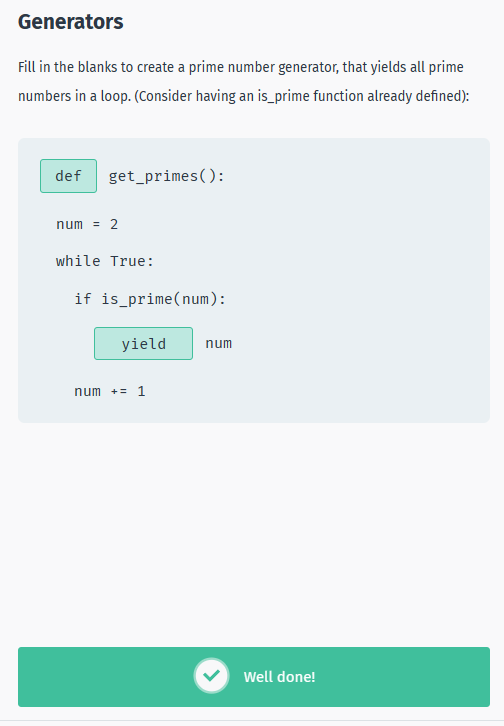 Generators
Fill in the blanks to create a prime number generator, that yields all prime
numbers in a loop. (Consider having an is_prime function already defined):
def get_primes():
num = 2
while True:
if is_prime(num):
yield num
num += 1
Well done!